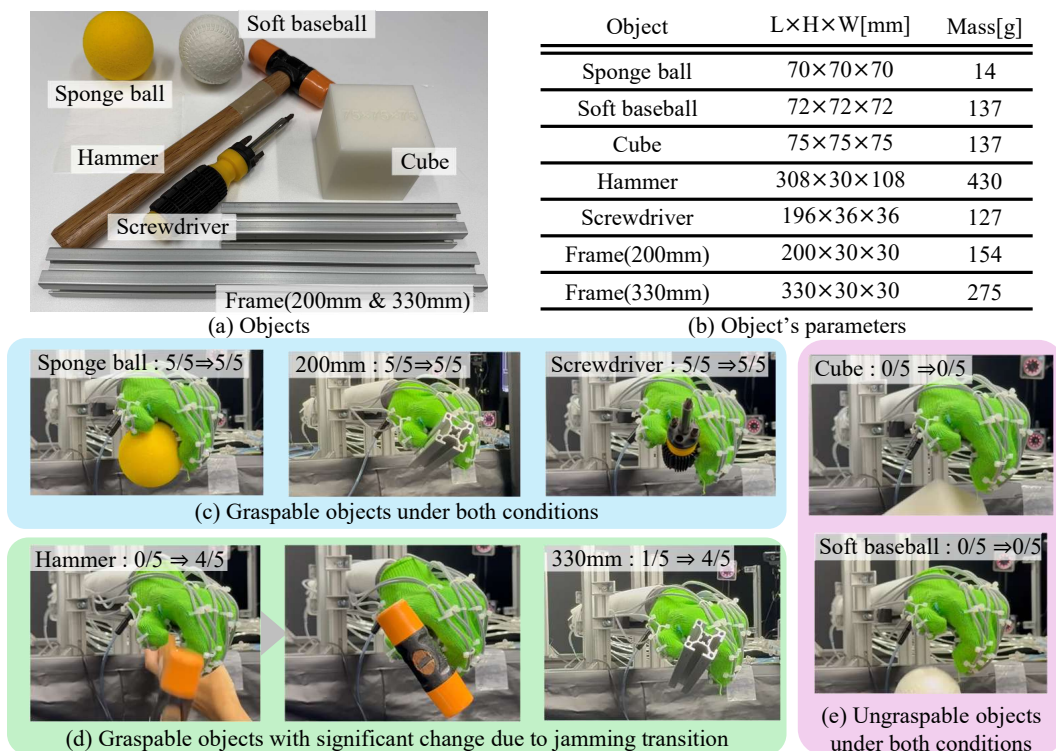 Soft baseball
Sponge ball
Hammer
Cube
Screwdriver
Frame(200mm & 330mm)
(a) Objects
Object L×H×W[mm] Mass[g]
Sponge ball 70×70×70 14
Soft baseball 72×72×72 137
Cube 75×75×75 137
Hammer 308×30×108 430
Screwdriver 196×36×36 127
Frame(200mm) 200×30×30 154
Frame(330mm) 330×30×30 275
(b) Object's parameters
Sponge ball : 5/5⇒5/5
200mm : 5/5⇒5/5
Screwdriver : 5/5 ⇒5/5
(c) Graspable objects under both conditions
Hammer : 0/5 ⇒ 4/5
330mm : 1/5 ⇒ 4/5
(d) Graspable objects with significant change due to jamming transition
Cube : 0/5 ⇒0/5
Soft baseball : 0/5 ⇒0/5
(e) Ungraspable objects
under both conditions